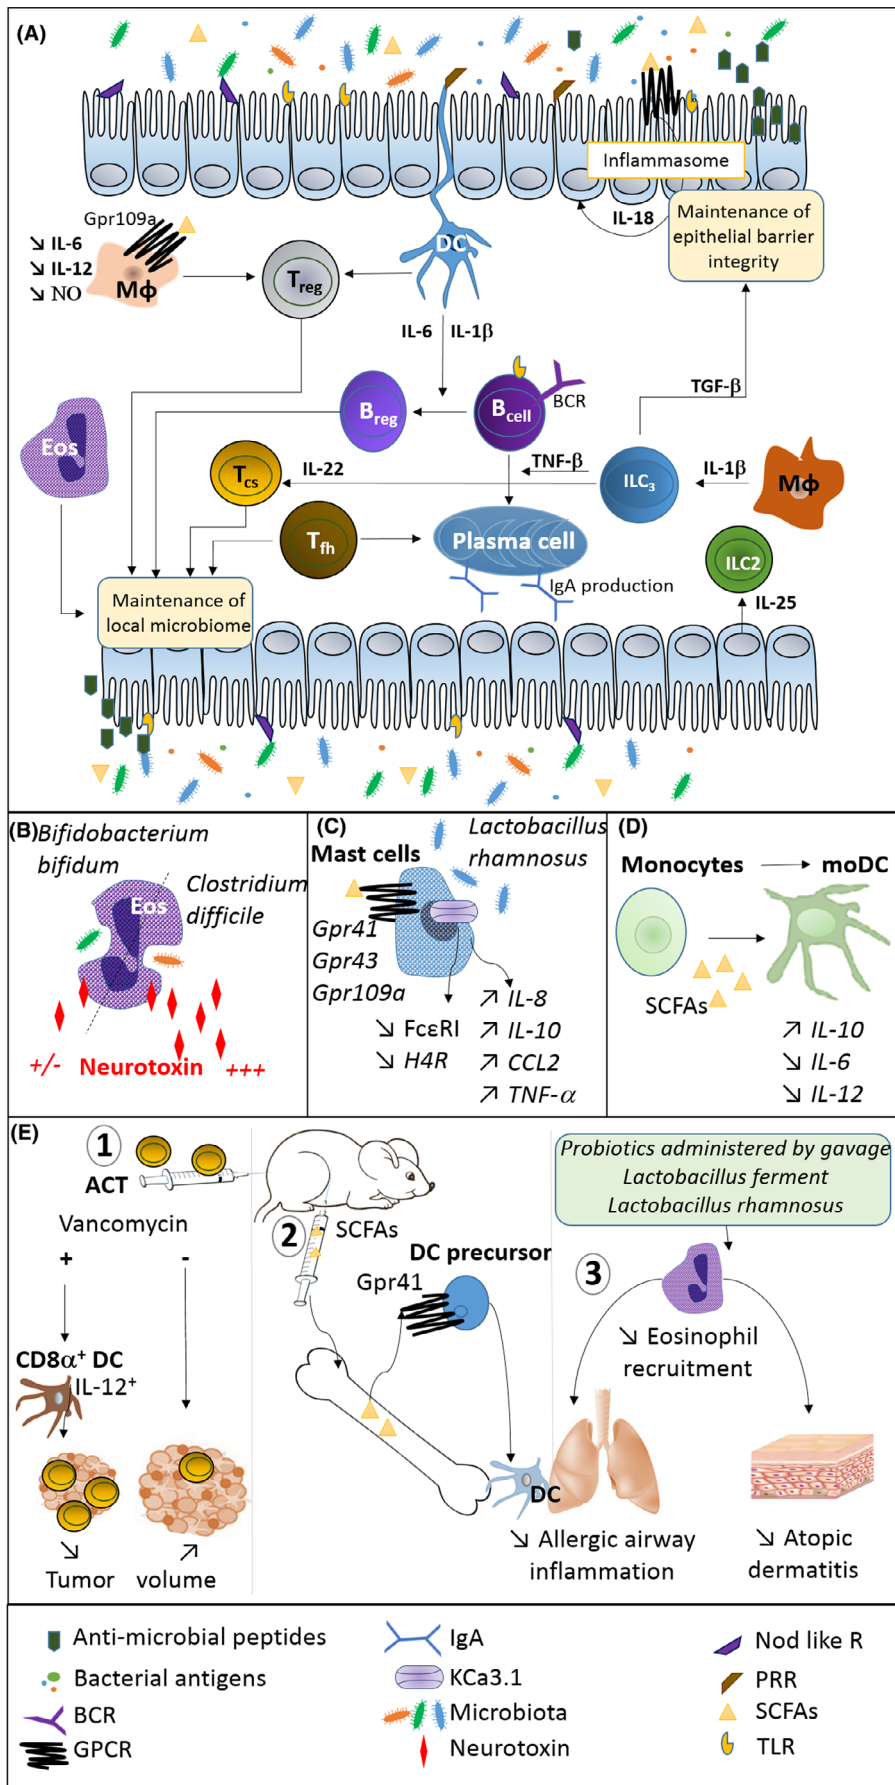 (A)
Inflammasome
Gpr109a
↘ IL-6
↘ IL-12
↘ NO
Mϕ
Treg
DC
IL-18
Maintenance of
epithelial barrier
integrity
IL-6 IL-1β
Breg
Bcell
BCR
TGF-β
Eos
Tcs
IL-22
TNF-β
ILC3
IL-1β
Mϕ
Tfh
Plasma cell
ILC2
IgA production
IL-25
Maintenance of
local microbiome
(B)
Bifidobacterium
bifidum
Eos
Clostridium
difficile
+/- Neurotoxin +++
(C)
Lactobacillus
rhamnosus
Mast cells
Gpr41
Gpr43
Gpr109a
↘ FcεRI
↘ H4R
↗ IL-8
↗ IL-10
↗ CCL2
↗ TNF-α
(D)
Monocytes
moDC
SCFAs
↗ IL-10
↘ IL-6
↘ IL-12
(E)
1
ACT
Vancomycin
+ -
CD8α+ DC
IL-12+
↘ ↗
Tumor volume
2
SCFAs
DC precursor
Gpr41
DC
Probiotics administered by gavage
Lactobacillus ferment
Lactobacillus rhamnosus
3
↘ Eosinophil
recruitment
↘ Allergic airway
inflammation
↘ Atopic
dermatitis
Anti-microbial peptides
Bacterial antigens
BCR
GPCR
IgA
KCa3.1
Microbiota
Neurotoxin
Nod like R
PRR
SCFAs
TLR